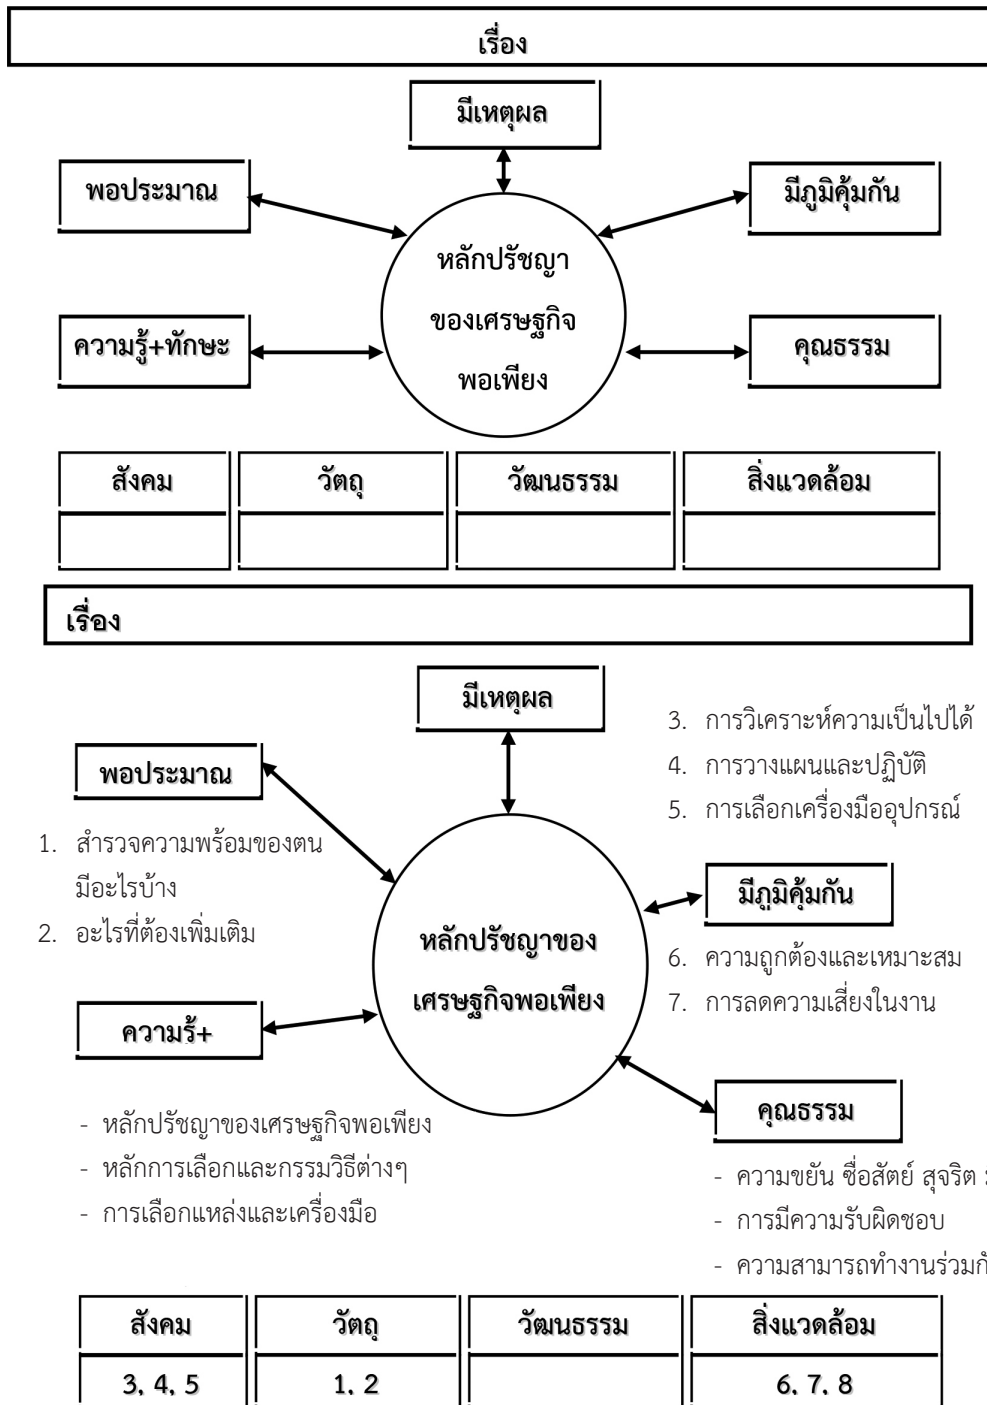 เรื่อง
มีเหตุผล
พอประมาณ
มีภูมิคุ้มกัน
หลักปรัชญา
ของเศรษฐกิจ
พอเพียง
ความรู้+ทักษะ
คุณธรรม
สังคม วัตถุ วัฒนธรรม สิ่งแวดล้อม
เรื่อง
มีเหตุผล
3. การวิเคราะห์ความเป็นไปได้
4. การวางแผนและปฏิบัติ
5. การเลือกเครื่องมืออุปกรณ์
พอประมาณ
1. สำรวจความพร้อมของตน
มีอะไรบ้าง
2. อะไรที่ต้องเพิ่มเติม
มีภูมิคุ้มกัน
6. ความถูกต้องและเหมาะสม
7. การลดความเสี่ยงในงาน
หลักปรัชญาของ
เศรษฐกิจพอเพียง
ความรู้+
- หลักปรัชญาของเศรษฐกิจพอเพียง
- หลักการเลือกและกรรมวิธีต่างๆ
- การเลือกแหล่งและเครื่องมือ
คุณธรรม
- ความขยัน ซื่อสัตย์ สุจริต
- การมีความรับผิดชอบ
- ความสามารถทำงานร่วมกั
สังคม วัตถุ วัฒนธรรม สิ่งแวดล้อม
3, 4, 5 1, 2 6, 7, 8